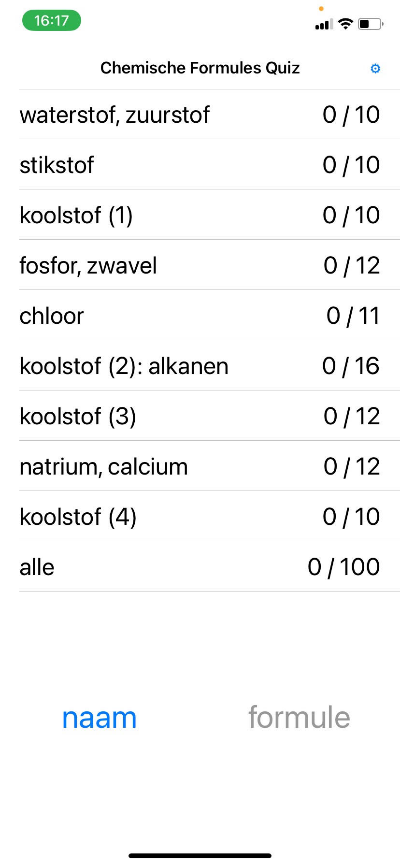 16:17
Chemische Formules Quiz
waterstof, zuurstof 0 / 10
stikstof 0 / 10
koolstof (1) 0 / 10
fosfor, zwavel 0 / 12
chloor 0 / 11
koolstof (2): alkanen 0 / 16
koolstof (3) 0 / 12
natrium, calcium 0 / 12
koolstof (4) 0 / 10
alle 0 / 100
naam formule